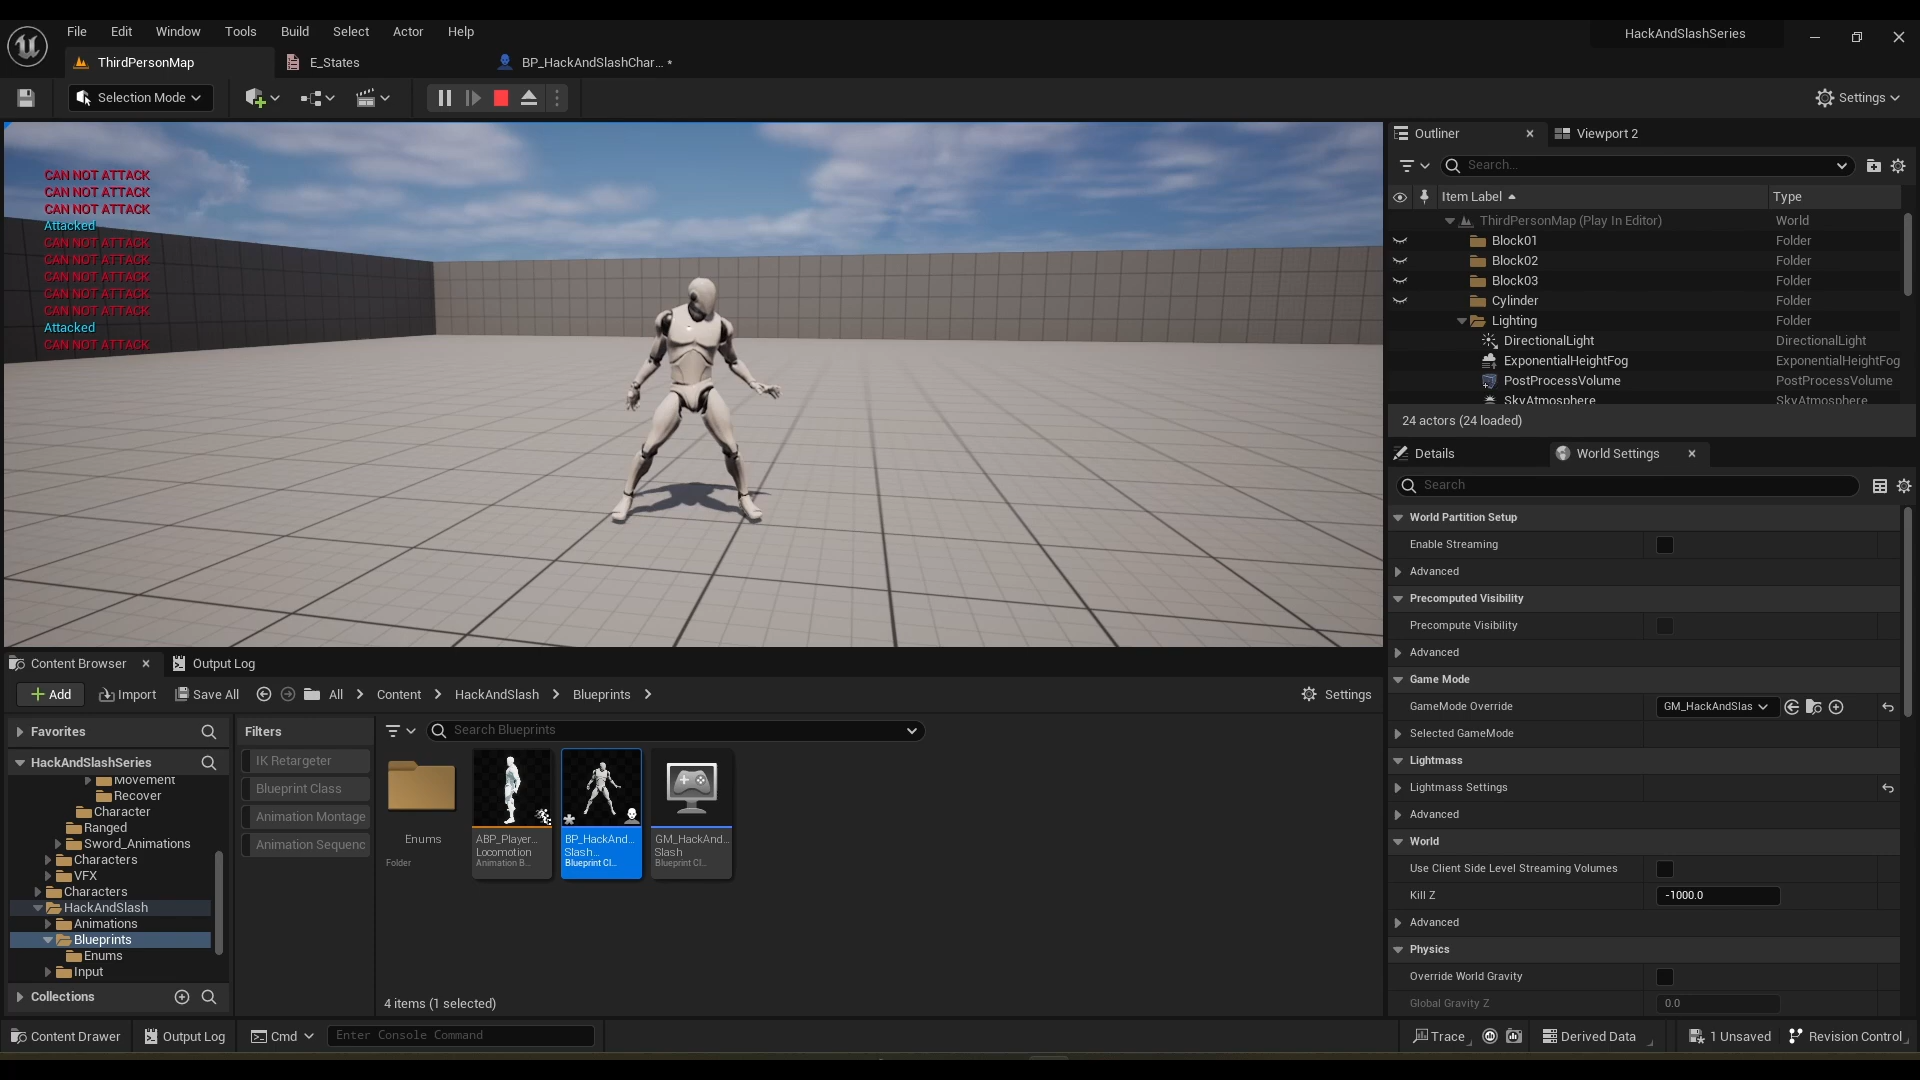 File Edit Window Tools Build Select Actor Help
HackAndSlashSeries
ThirdPersonMap E_States BP_HackAndSlashChar... *
Selection Mode Settings
CAN NOT ATTACK
CAN NOT ATTACK
CAN NOT ATTACK
Attacked
CAN NOT ATTACK
CAN NOT ATTACK
CAN NOT ATTACK
CAN NOT ATTACK
CAN NOT ATTACK
Attacked
CAN NOT ATTACK
Outliner Viewport 2
Search...
Item Label Type
ThirdPersonMap (Play In Editor) World
Block01 Folder
Block02 Folder
Block03 Folder
Cylinder Folder
Lighting Folder
DirectionalLight DirectionalLight
ExponentialHeightFog ExponentialHeightFog
PostProcessVolume PostProcessVolume
SkyAtmosphere SkyAtmosphere
24 actors (24 loaded)
Details World Settings
Search
World Partition Setup
Enable Streaming
Advanced
Precomputed Visibility
Precompute Visibility
Advanced
Game Mode
GameMode Override GM_HackAndSlas
Selected GameMode
Lightmass
Lightmass Settings
Advanced
World
Use Client Side Level Streaming Volumes
Kill Z -1000.0
Advanced
Physics
Override World Gravity
Global Gravity Z 0.0
Content Browser Output Log
Add Import Save All All Content HackAndSlash Blueprints Settings
Favorites
HackAndSlashSeries
Movement
Recover
Character
Ranged
Sword_Animations
Characters
VFX
Characters
HackAndSlash
Animations
Blueprints
Enums
Input
Collections
Filters
IK Retargeter
Blueprint Class
Animation Montage
Animation Sequenc
Search Blueprints
Enums
Folder
ABP_Player...
Locomotion
Animation B...
BP_HackAnd...
Slash...
Blueprint Cl...
GM_HackAnd...
Slash
Blueprint Cl...
4 items (1 selected)
Content Drawer Output Log Cmd Enter Console Command Trace Derived Data 1 Unsaved Revision Control